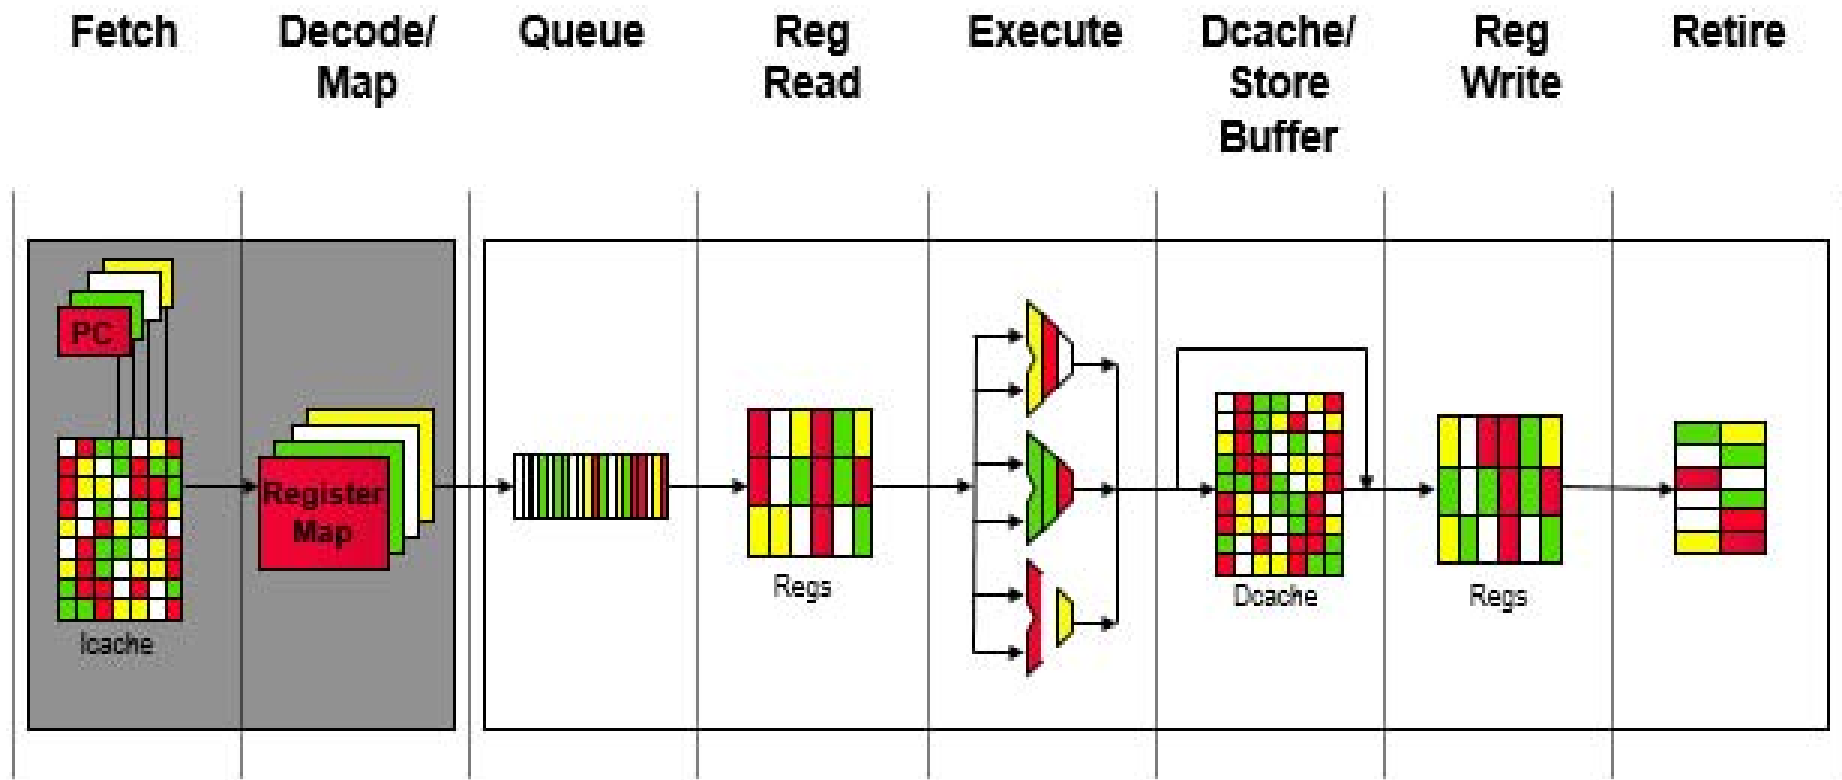 Fetch
Decode/
Map
Queue
Reg
Read
Execute
Dcache/
Store
Buffer
Reg
Write
Retire
PC
Register
Map
Icache
Regs
Dcache
Regs